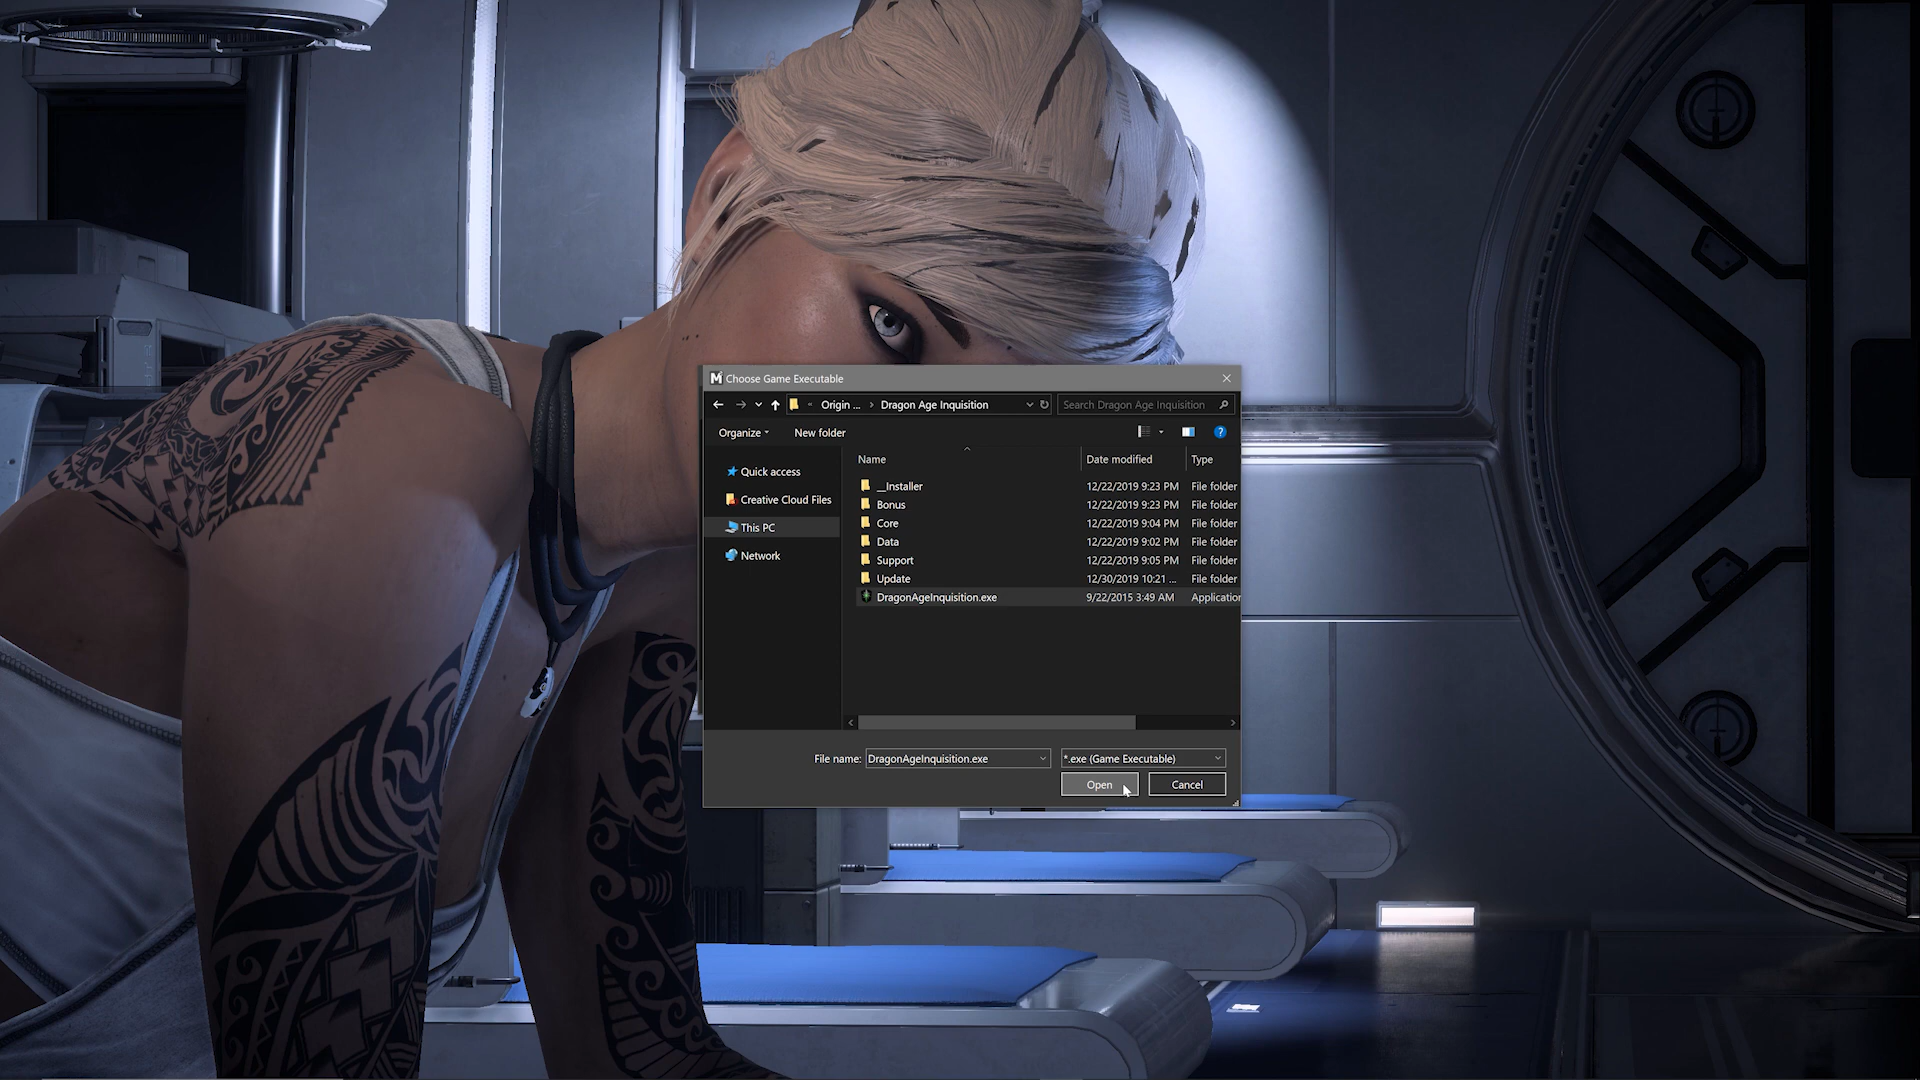 M Choose Game Executable
« Origin ... › Dragon Age Inquisition
Search Dragon Age Inquisition
Organize
New folder
?
Name
Date modified
Type
Quick access
Creative Cloud Files
This PC
Network
__Installer 12/22/2019 9:23 PM File folder
Bonus 12/22/2019 9:23 PM File folder
Core 12/22/2019 9:04 PM File folder
Data 12/22/2019 9:02 PM File folder
Support 12/22/2019 9:05 PM File folder
Update 12/30/2019 10:21 ... File folder
DragonAgeInquisition.exe 9/22/2015 3:49 AM Application
File name: DragonAgeInquisition.exe
*.exe (Game Executable)
Open
Cancel